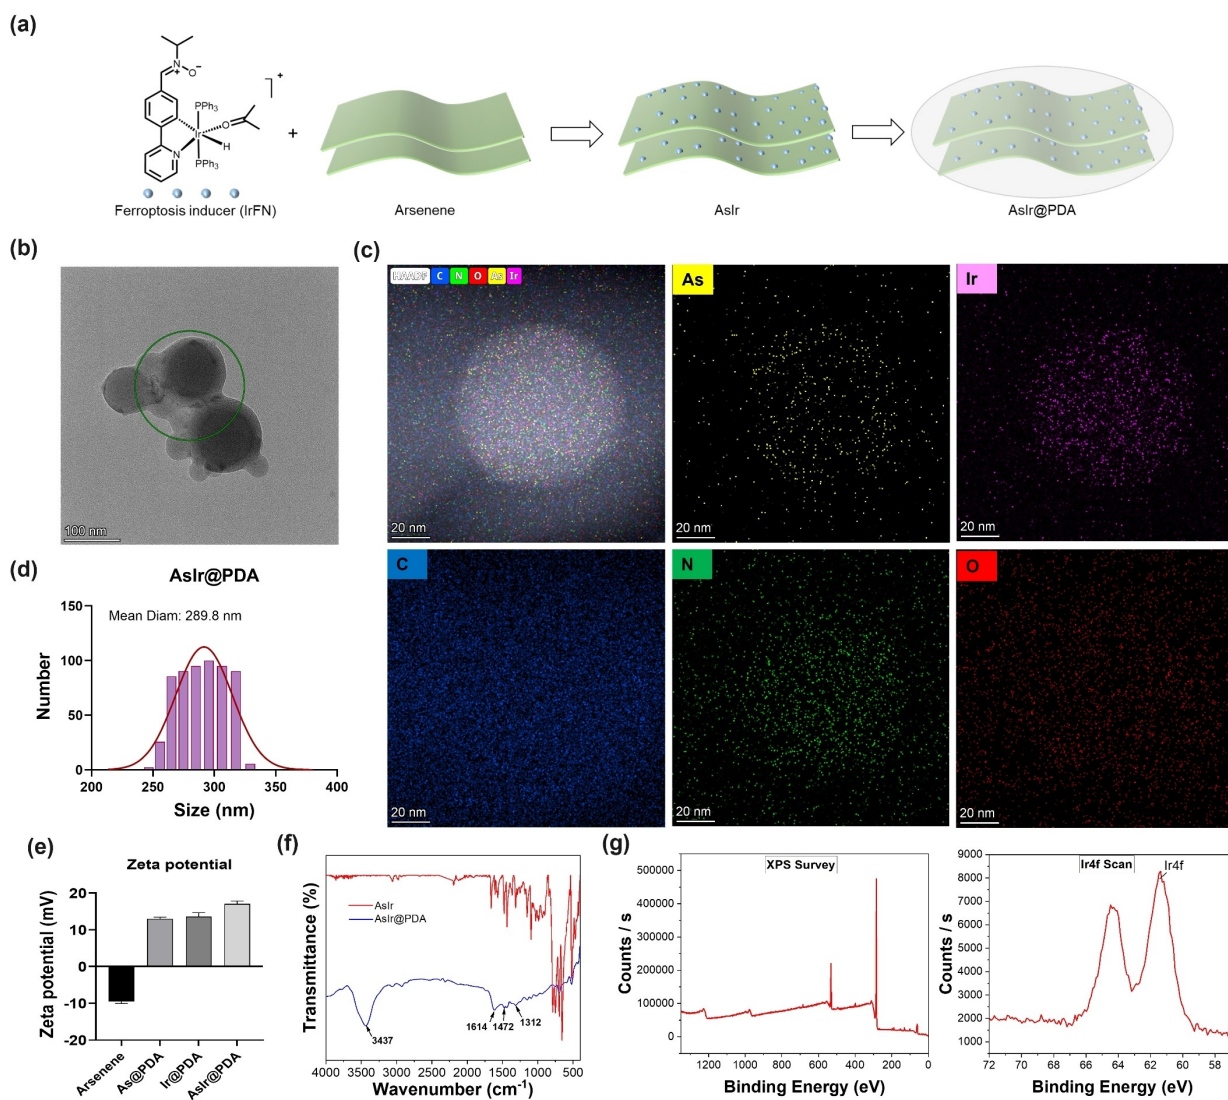 (a)
N
+
O
−
]+
PPh3
Ir
O
N
H
PPh3
+
Ferroptosis inducer (IrFN)
Arsenene
AsIr
AsIr@PDA
(b)
100 nm
(c)
HAADF C N O As Ir
20 nm
As
20 nm
Ir
20 nm
C
20 nm
N
20 nm
O
20 nm
(d)
AsIr@PDA
Mean Diam: 289.8 nm
Number
150
100
50
0
200 250 300 350 400
Size (nm)
(e)
Zeta potential
Zeta potential (mV)
20
10
0
-10
-20
Arsenene
As@PDA
Ir@PDA
AsIr@PDA
(f)
Transmittance (%)
AsIr
AsIr@PDA
3437
1614
1472
1312
4000 3500 3000 2500 2000 1500 1000 500
Wavenumber (cm-1)
(g)
XPS Survey
Counts / s
500000
400000
300000
200000
100000
0
1200 1000 800 600 400 200 0
Binding Energy (eV)
Ir4f Scan
Ir4f
Counts / s
9000
8000
7000
6000
5000
4000
3000
2000
1000
72 70 68 66 64 62 60 58
Binding Energy (eV)